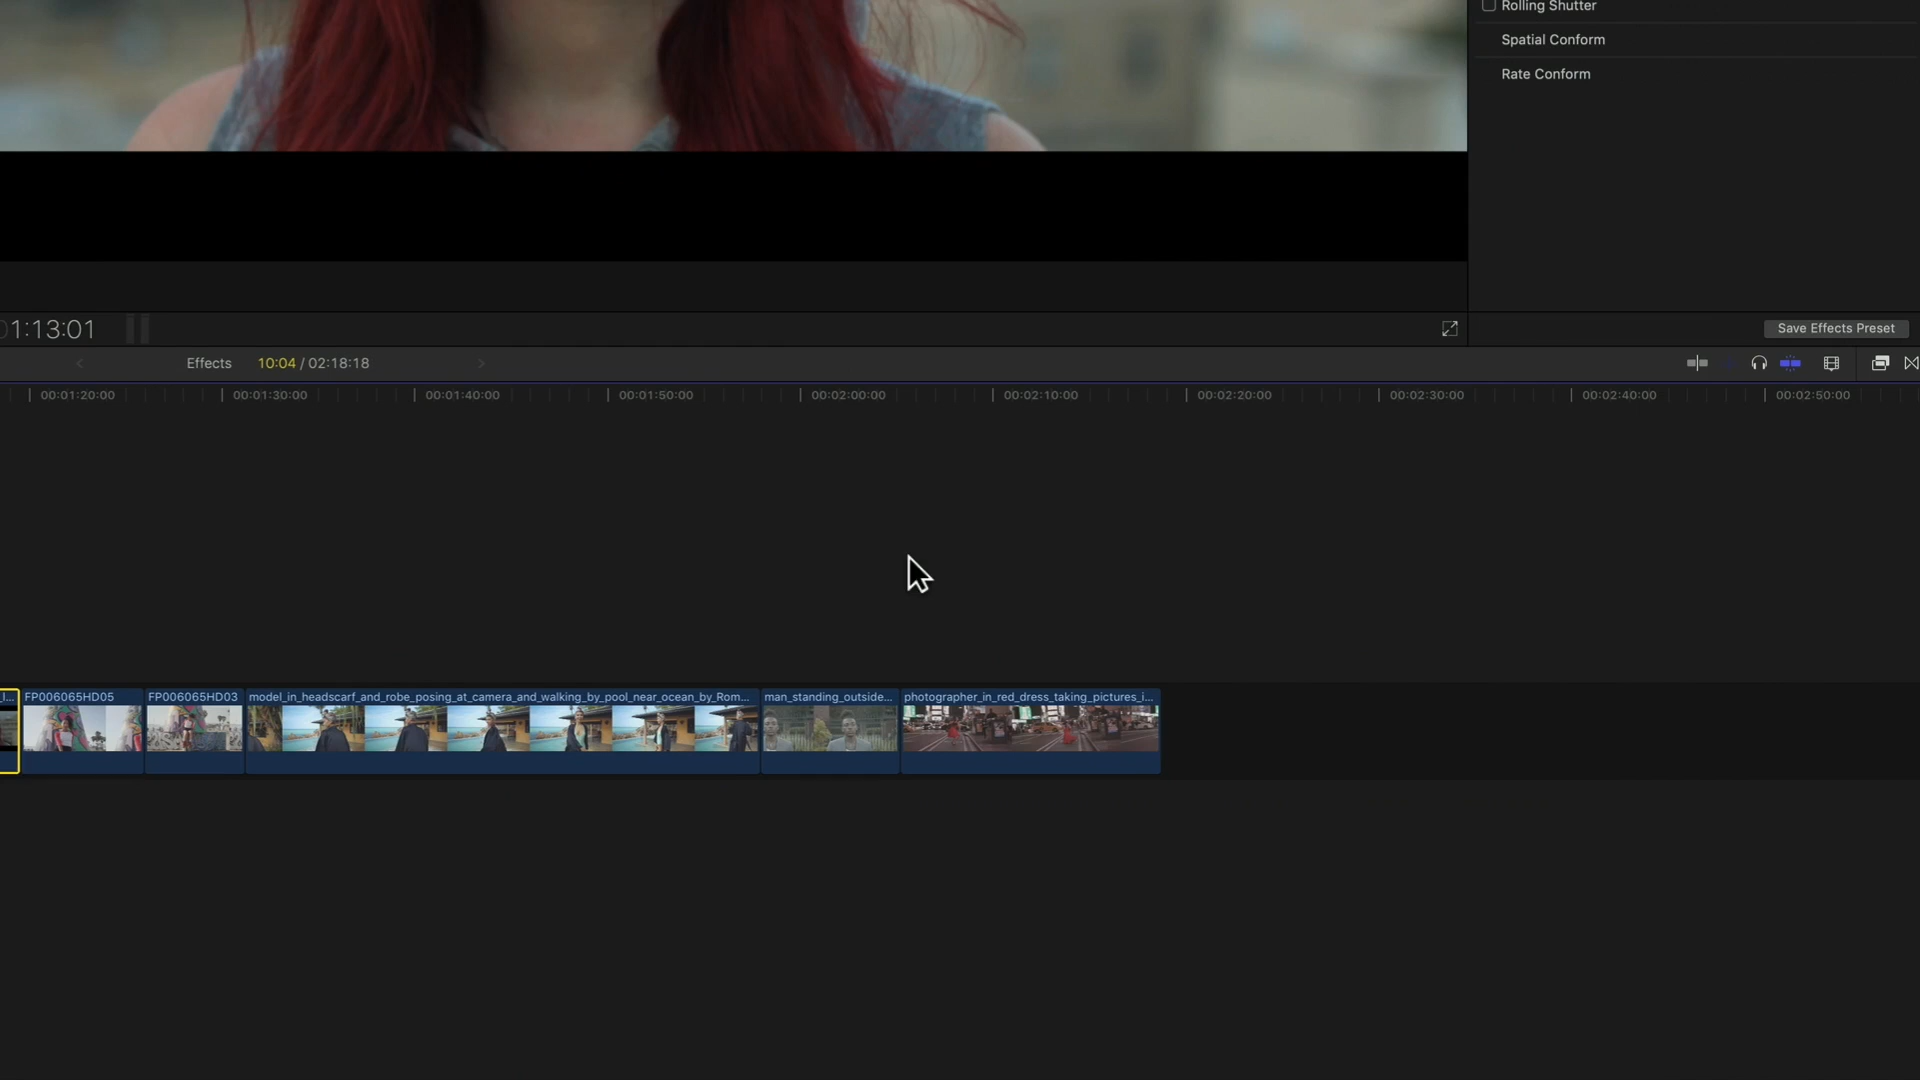 Rolling Shutter
Spatial Conform
Rate Conform
01:13:01
Save Effects Preset
Effects 10:04 / 02:18:18
00:01:20:00 00:01:30:00 00:01:40:00 00:01:50:00 00:02:00:00 00:02:10:00 00:02:20:00 00:02:30:00 00:02:40:00 00:02:50:00
_l... FP006065HD05 FP006065HD03 model_in_headscarf_and_robe_posing_at_camera_and_walking_by_pool_near_ocean_by_Rom... man_standing_outside... photographer_in_red_dress_taking_pictures_i...